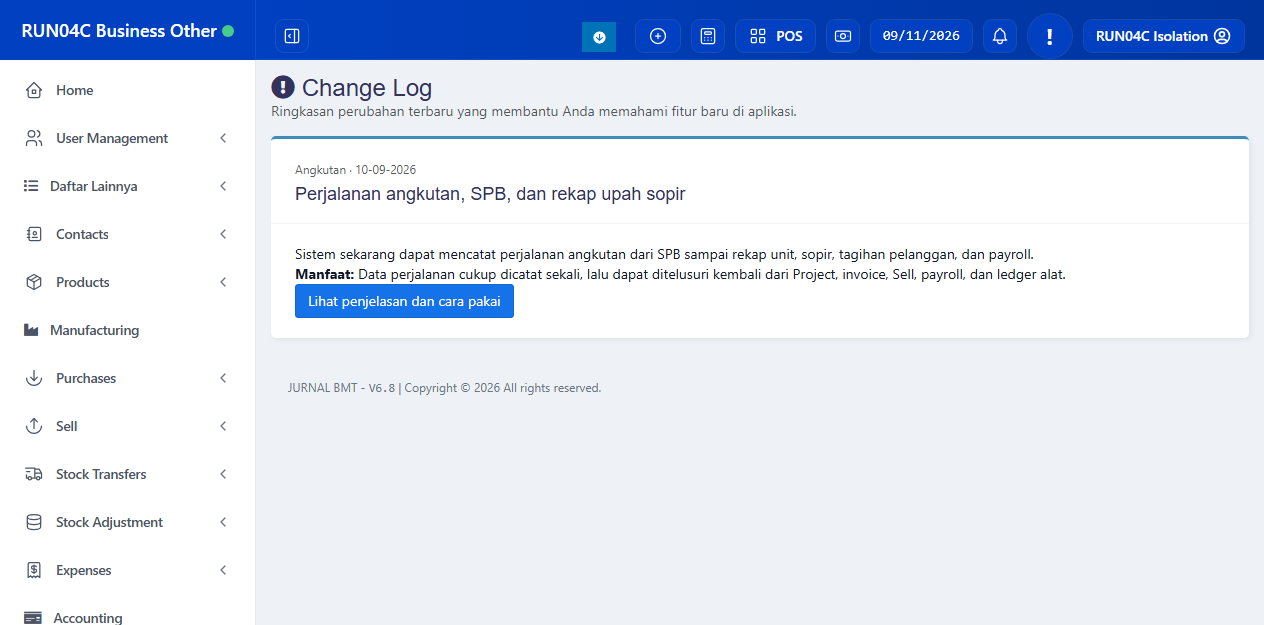 RUN04C Business Other
POS
09/11/2026
RUN04C Isolation
Home
User Management
Daftar Lainnya
Contacts
Products
Manufacturing
Purchases
Sell
Stock Transfers
Stock Adjustment
Expenses
Accounting
Change Log
Ringkasan perubahan terbaru yang membantu Anda memahami fitur baru di aplikasi.
Angkutan · 10-09-2026
Perjalanan angkutan, SPB, dan rekap upah sopir
Sistem sekarang dapat mencatat perjalanan angkutan dari SPB sampai rekap unit, sopir, tagihan pelanggan, dan payroll.
Manfaat: Data perjalanan cukup dicatat sekali, lalu dapat ditelusuri kembali dari Project, invoice, Sell, payroll, dan ledger alat.
Lihat penjelasan dan cara pakai
JURNAL BMT - V6.8 | Copyright © 2026 All rights reserved.